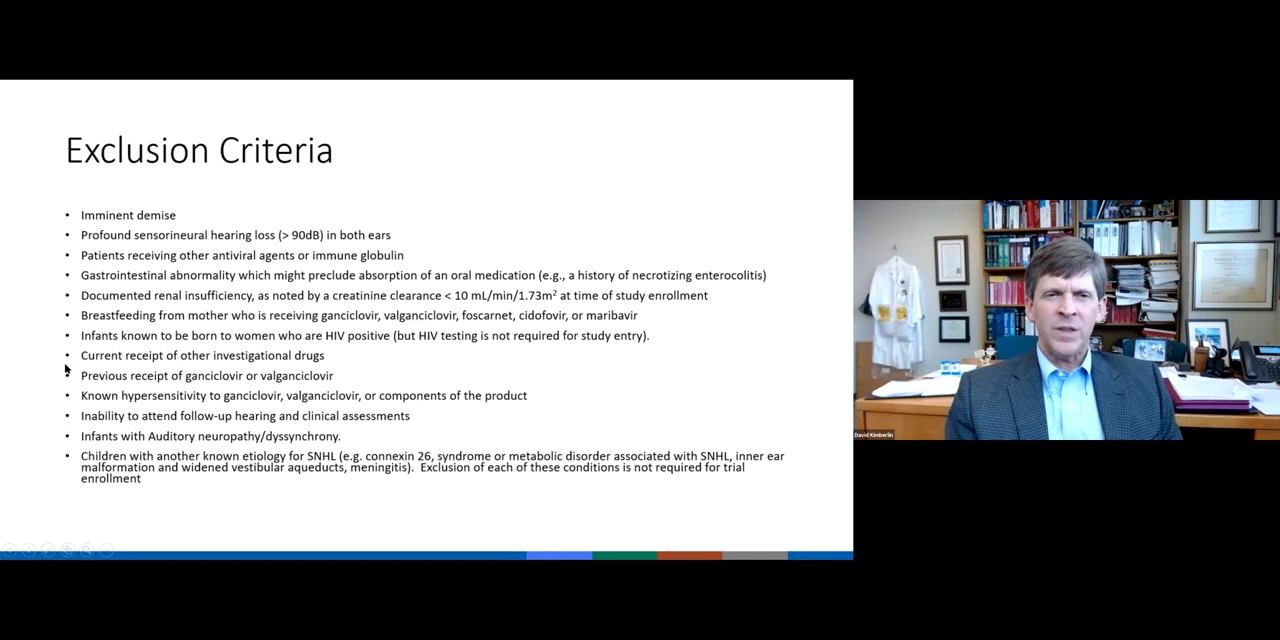 Exclusion Criteria
• Imminent demise
• Profound sensorineural hearing loss (> 90dB) in both ears
• Patients receiving other antiviral agents or immune globulin
• Gastrointestinal abnormality which might preclude absorption of an oral medication (e.g., a history of necrotizing enterocolitis)
• Documented renal insufficiency, as noted by a creatinine clearance < 10 mL/min/1.73m² at time of study enrollment
• Breastfeeding from mother who is receiving ganciclovir, valganciclovir, foscarnet, cidofovir, or maribavir
• Infants known to be born to women who are HIV positive (but HIV testing is not required for study entry).
• Current receipt of other investigational drugs
• Previous receipt of ganciclovir or valganciclovir
• Known hypersensitivity to ganciclovir, valganciclovir, or components of the product
• Inability to attend follow-up hearing and clinical assessments
• Infants with Auditory neuropathy/dyssynchrony.
• Children with another known etiology for SNHL (e.g. connexin 26, syndrome or metabolic disorder associated with SNHL, inner ear
malformation and widened vestibular aqueducts, meningitis). Exclusion of each of these conditions is not required for trial
enrollment
David Kimberlin